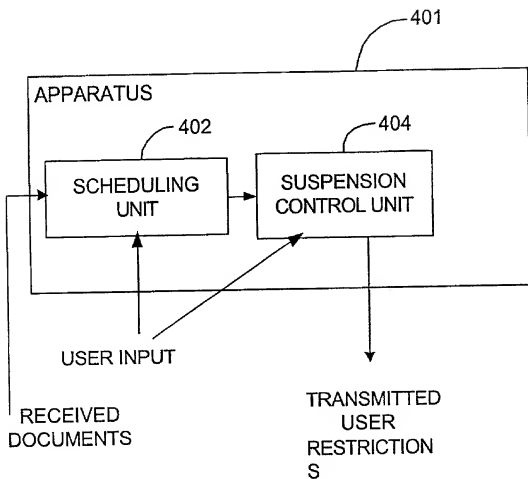 401
APPARATUS
402
404
SCHEDULING
UNIT
SUSPENSION
CONTROL UNIT
USER INPUT
RECEIVED
DOCUMENTS
TRANSMITTED
USER
RESTRICTION
S